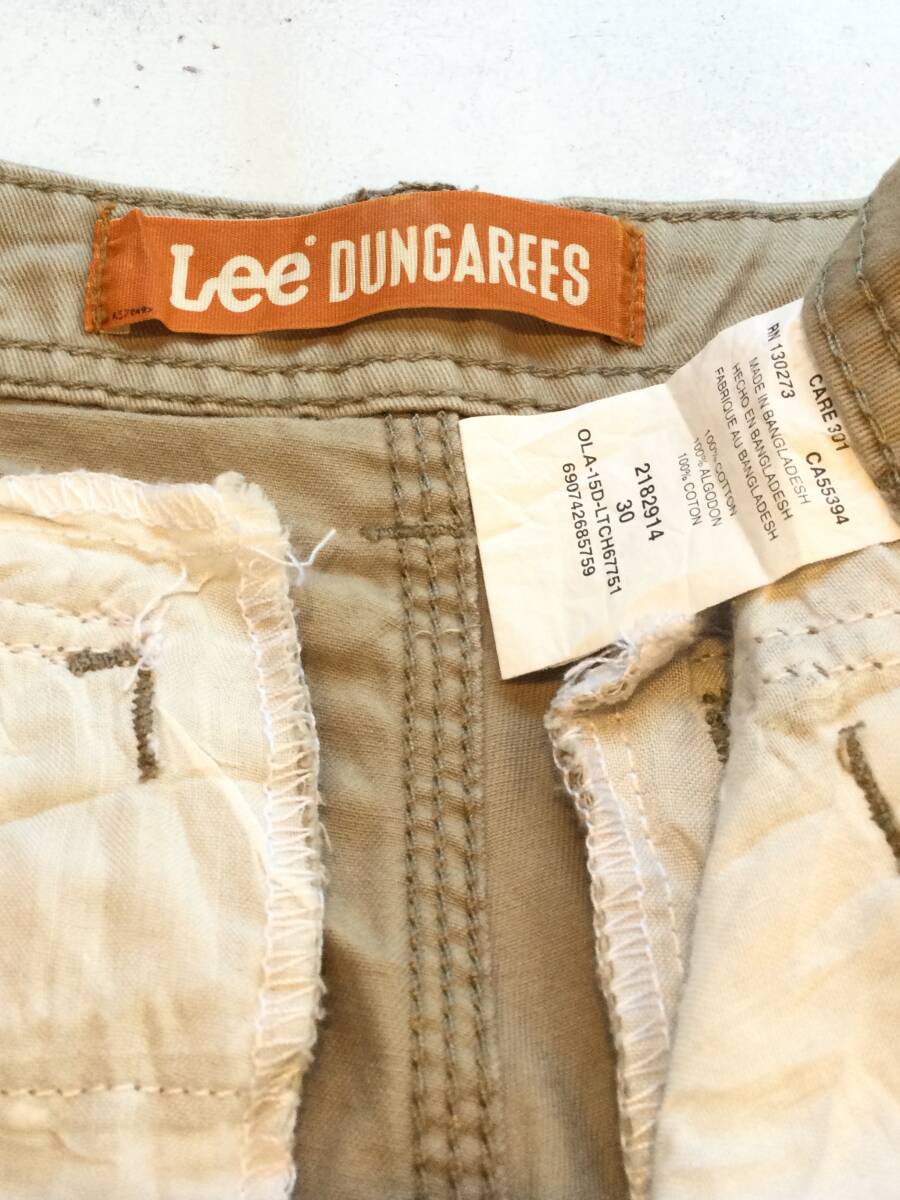 Lee® DUNGAREES
RN 130273
CARE 301
CA55394
MADE IN BANGLADESH
HECHO EN BANGLADESH
FABRIQUE AU BANGLADESH
100% COTTON
100% ALGODON
100% COTON
2182914
30
OLA-15D-LTCH67751
690742685759